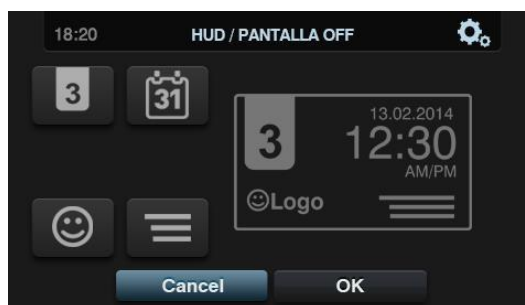 18:20 HUD / PANTALLA OFF
3 31
13.02.2014
3 12:30
AM/PM
Logo
Cancel OK